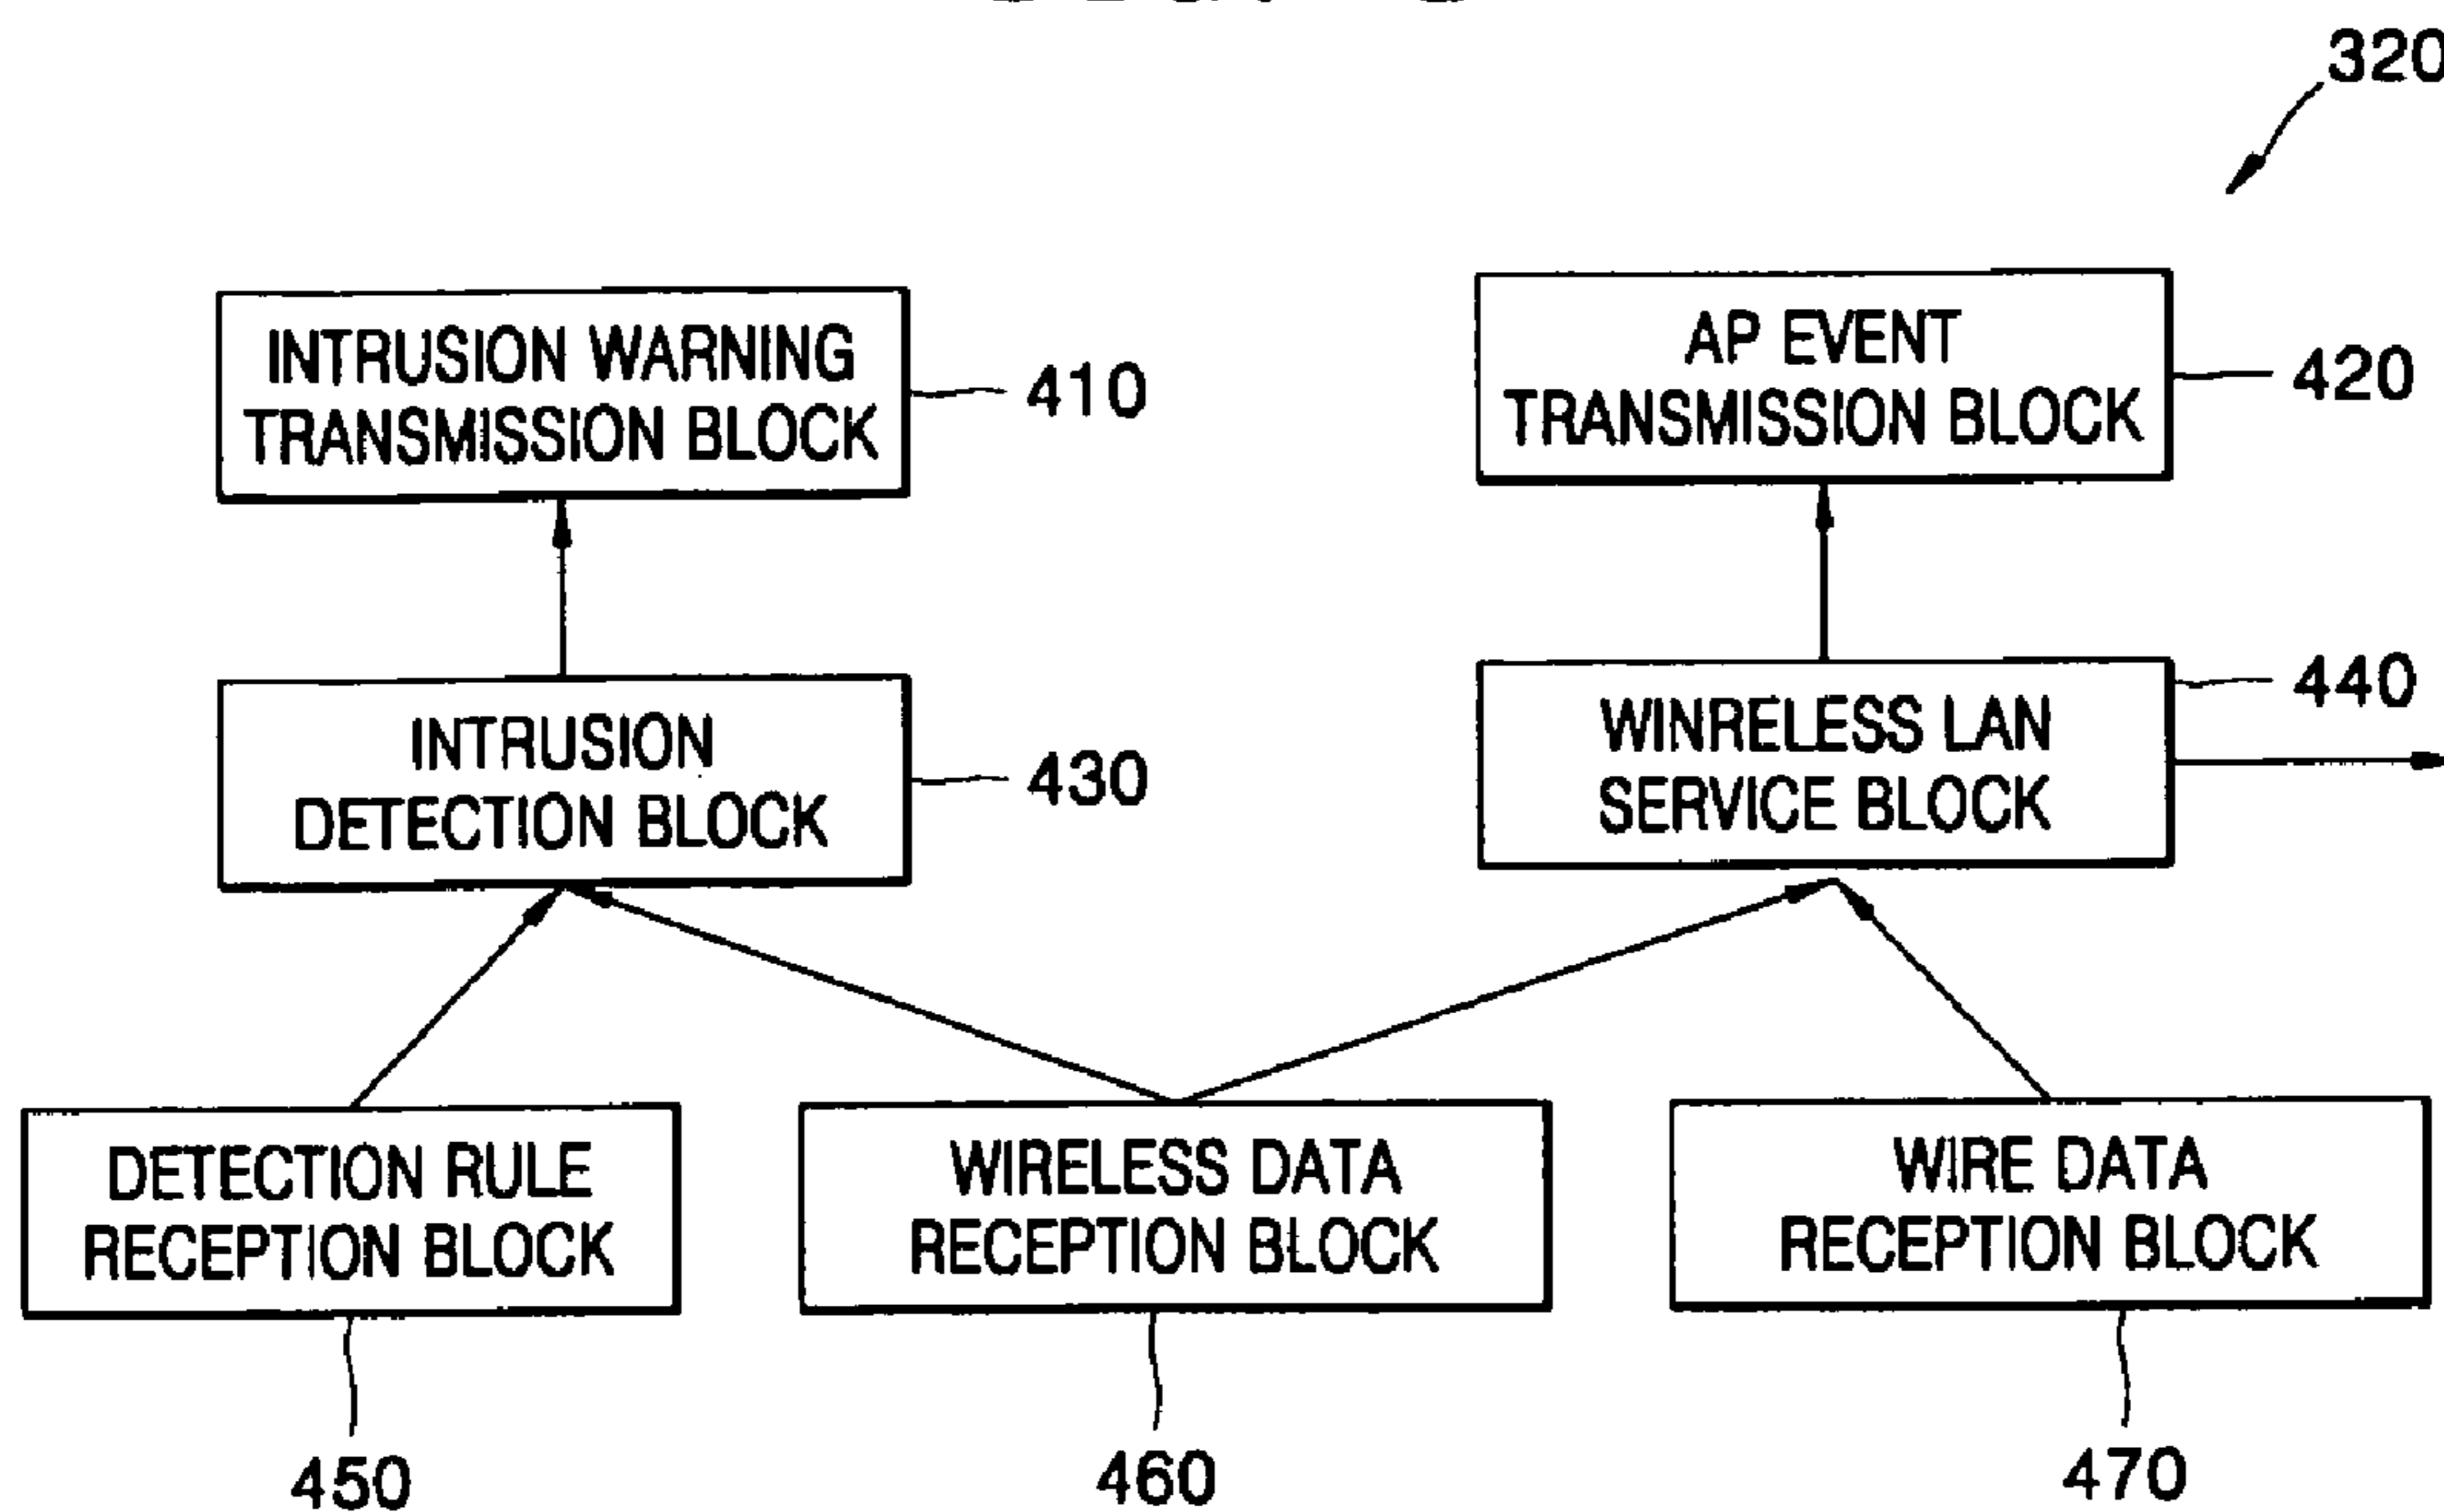 320
INTRUSION WARNING
TRANSMISSION BLOCK
410
AP EVENT
TRANSMISSION BLOCK
420
INTRUSION
DETECTION BLOCK
430
WINRELESS LAN
SERVICE BLOCK
440
DETECTION RULE
RECEPTION BLOCK
WIRELESS DATA
RECEPTION BLOCK
WIRE DATA
RECEPTION BLOCK
450
460
470